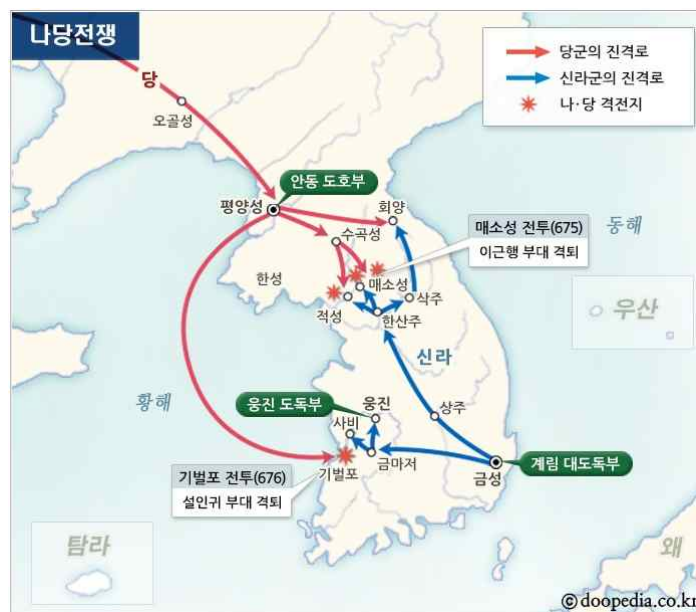 나당전쟁
당군의 진격로
신라군의 진격로
나·당 격전지
당
오골성
안동 도호부
평양성
회양
수곡성
매소성 전투(675)
이근행 부대 격퇴
동해
한성
매소성
적성
삭주
한산주
우산
신라
황해
웅진 도독부
웅진
사비
상주
금마저
기벌포
기벌포 전투(676)
설인귀 부대 격퇴
금성
계림 대도독부
탐라
왜
©doopedia.co.kr